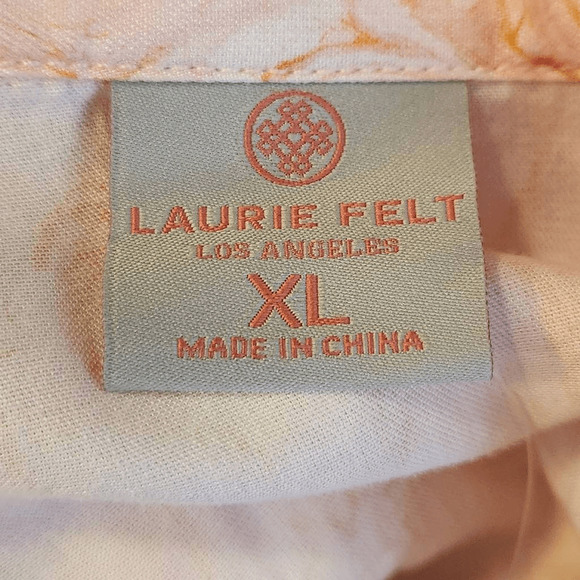 LAURIE FELT
LOS ANGELES
XL
MADE IN CHINA